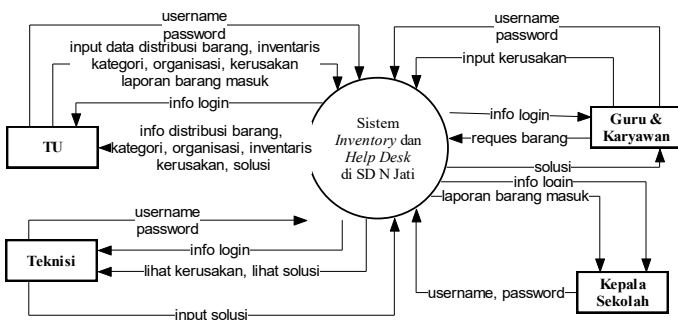 username
password
input data distribusi barang, inventaris
kategori, organisasi, kerusakan
laporan barang masuk
info login
TU
info distribusi barang,
kategori, organisasi, inventaris
kerusakan, solusi
username
password
Teknisi
info login
lihat kerusakan, lihat solusi
input solusi
Sistem
Inventory dan
Help Desk
di SD N Jati
username
password
input kerusakan
info login
Guru &
Karyawan
reques barang
solusi
info login
laporan barang masuk
username, password
Kepala
Sekolah